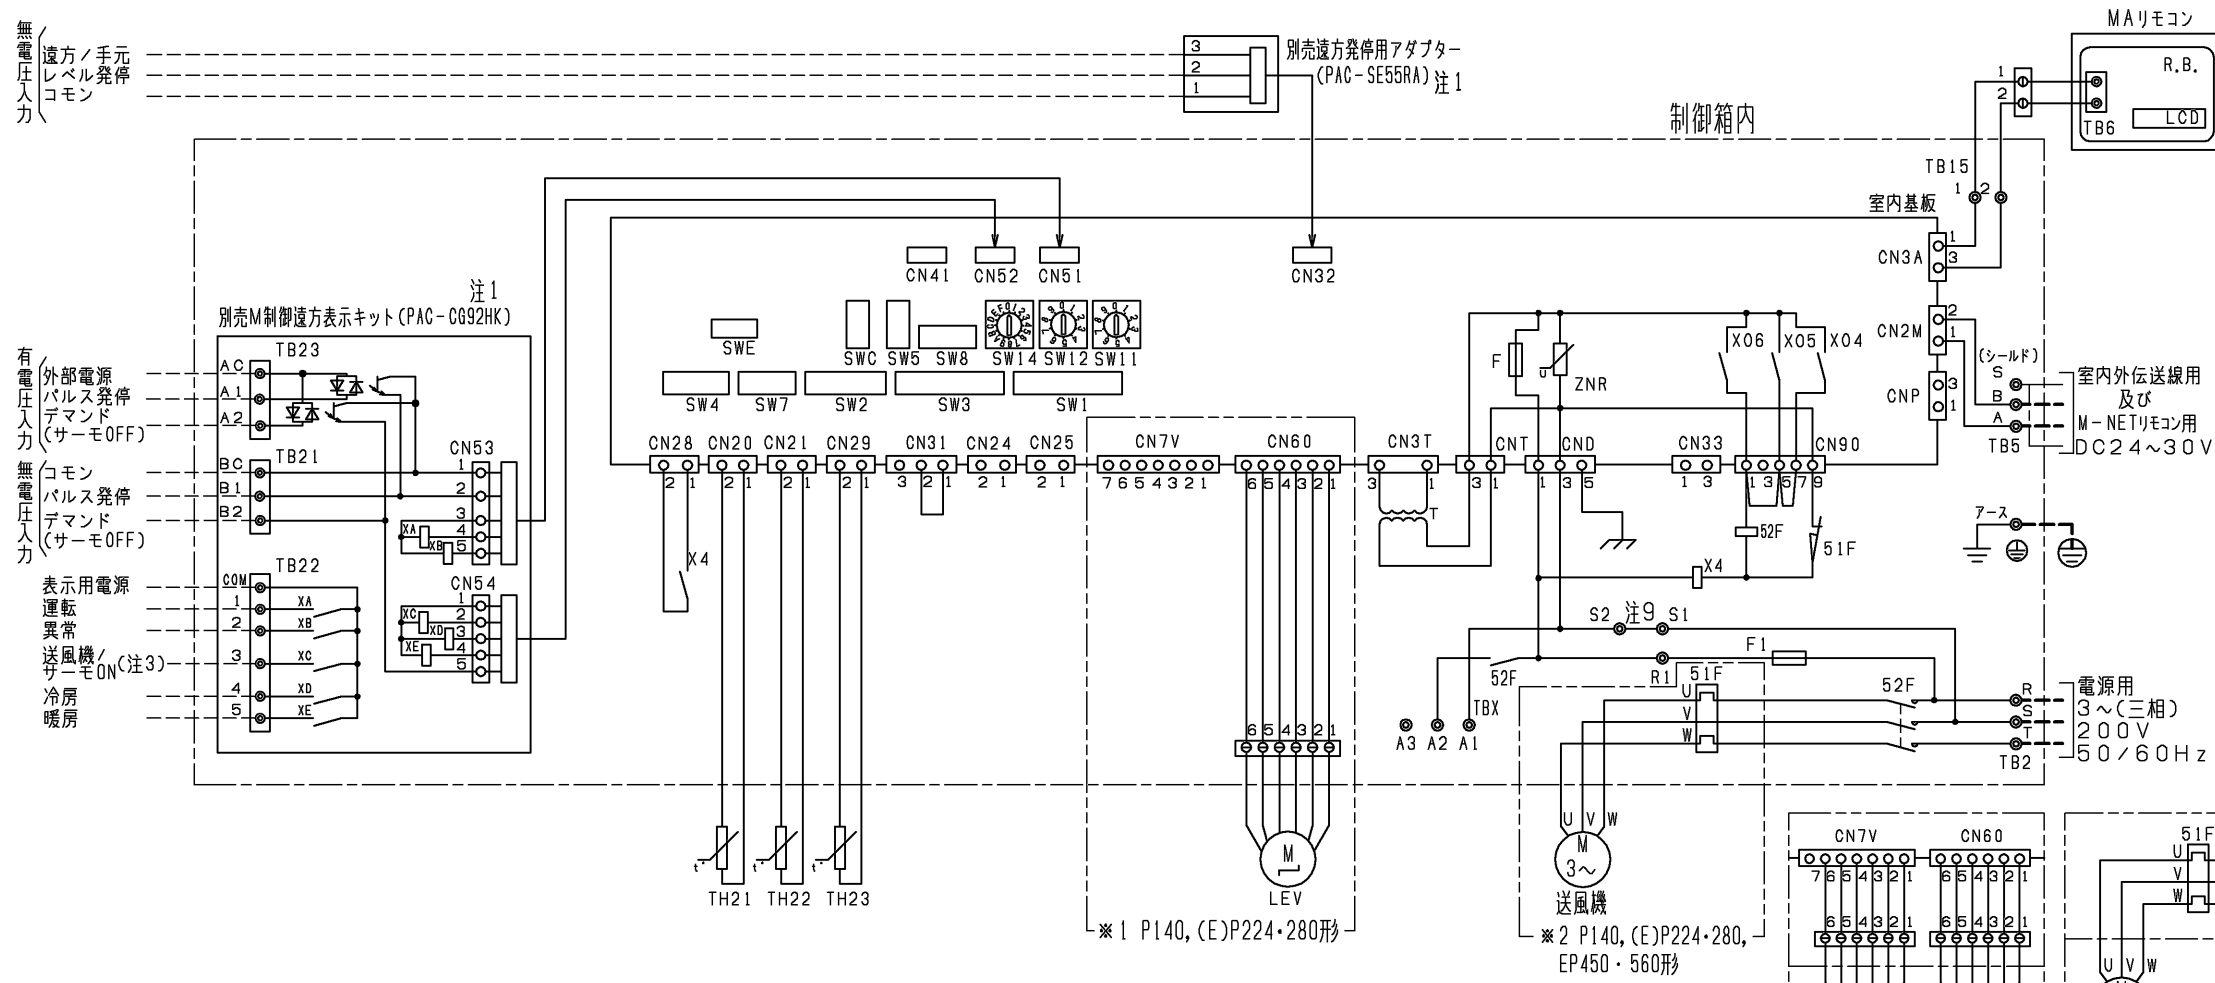 無電圧入力
遠方/手元
レベル発停
コモン
3
2
1
別売遠方発停用アダプター
(PAC-SE55RA)注1
MAリモコン
R.B.
LCD
TB6
1
2
制御箱内
TB15
1 2
室内基板
CN3A
1
3
CN2M
2
1
CNP
3
1
(シールド)
S
B
A
TB5
室内外伝送線用
及び
M-NETリモコン用
DC24~30V
アース
CN41 CN52 CN51 CN32
注1
別売M制御遠方表示キット(PAC-CG92HK)
SWE SWC SW5 SW8 SW14 SW12 SW11
SW4 SW7 SW2 SW3 SW1
有電圧入力
外部電源
パルス発停
デマンド
(サーモOFF)
TB23
AC
A1
A2
無電圧入力
コモン
パルス発停
デマンド
(サーモOFF)
TB21
BC
B1
B2
CN53
1
2
3
4
5
XA
XB
表示用電源
運転
異常
送風機/
サーモON(注3)
冷房
暖房
TB22
COM
1 XA
2 XB
3 XC
4 XD
5 XE
CN54
1
2
3
4
5
XC
XD
XE
CN28 CN20 CN21 CN29 CN31 CN24 CN25 CN7V CN60 CN3T CNT CND CN33 CN90
2 1 2 1 2 1 2 1 3 2 1 2 1 2 1 7 6 5 4 3 2 1 6 5 4 3 2 1 3 1 3 1 1 3 5 1 3 1 3 5 7 9
F
U
ZNR
X06 X05 X04
X4
T
52F
51F
X4
S2 注9 S1
F1
R1
52F
TBX
A3 A2 A1
51F
U
V
W
52F
R
S
T
TB2
電源用
3~(三相)
200V
50/60Hz
6 5 4 3 2 1
TH21 TH22 TH23
t° t° t°
M
LEV
※1 P140,(E)P224・280形
U V W
M
3~
送風機
※2 P140,(E)P224・280,
EP450・560形
CN7V CN60
7 6 5 4 3 2 1 6 5 4 3 2 1
6 5 4 3 2 1 6 5 4 3 2 1
51F
U
V
W
U V W